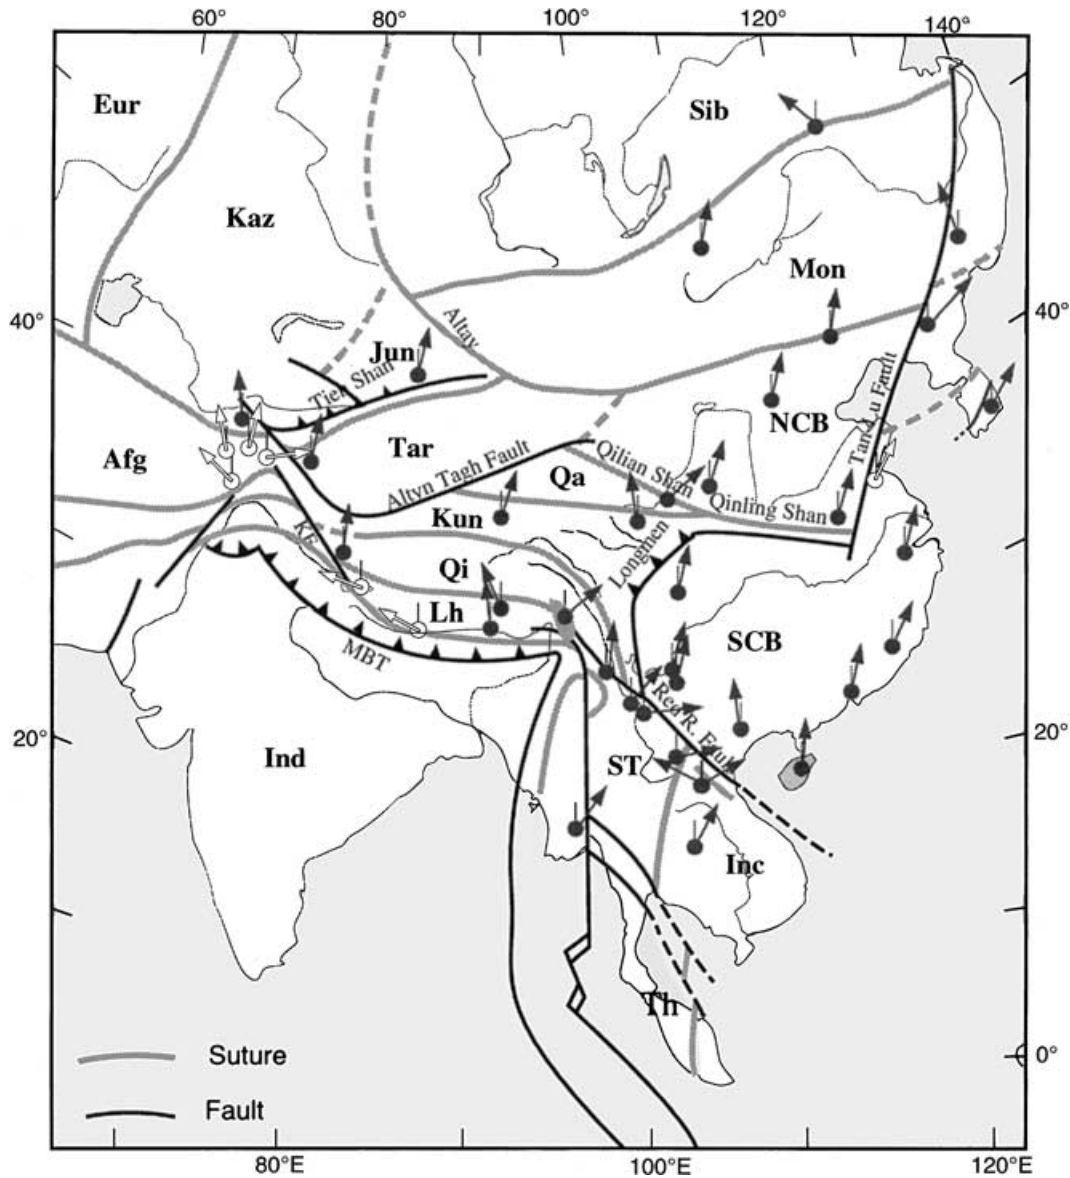 60° 80° 100° 120° 140°
Eur
Sib
Kaz
Mon
40° 40°
Altay
Jun
Tien Shan
NCB
Tan-Lu Fault
Afg
Tar
Altyn Tagh Fault
Qa
Qilian Shan
Qinling Shan
Kun
KF
Longmen
Qi
Lh
SCB
MBT
Red R. Fault
20° 20°
Ind
ST
Inc
Th
Suture
0°
Fault
80°E 100°E 120°E